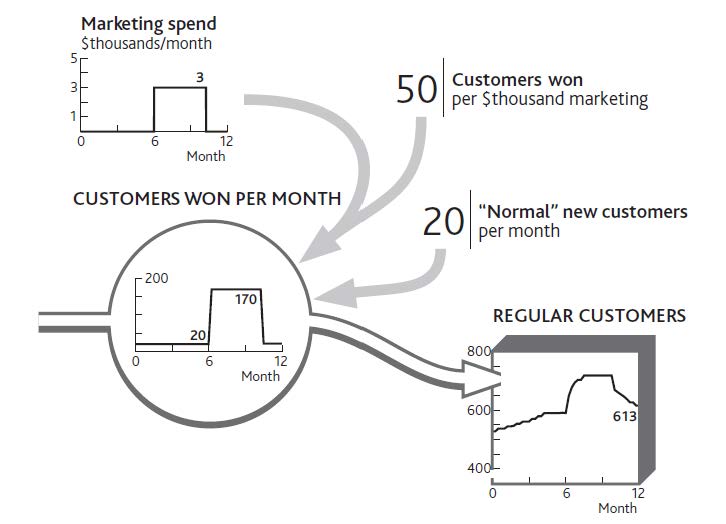 Marketing spend
$thousands/month
5
3
3
1
0 6 12
Month
50
Customers won
per $thousand marketing
CUSTOMERS WON PER MONTH
20
"Normal" new customers
per month
200
170
20
0 6 12
Month
REGULAR CUSTOMERS
800
600
613
400
0 6 12
Month